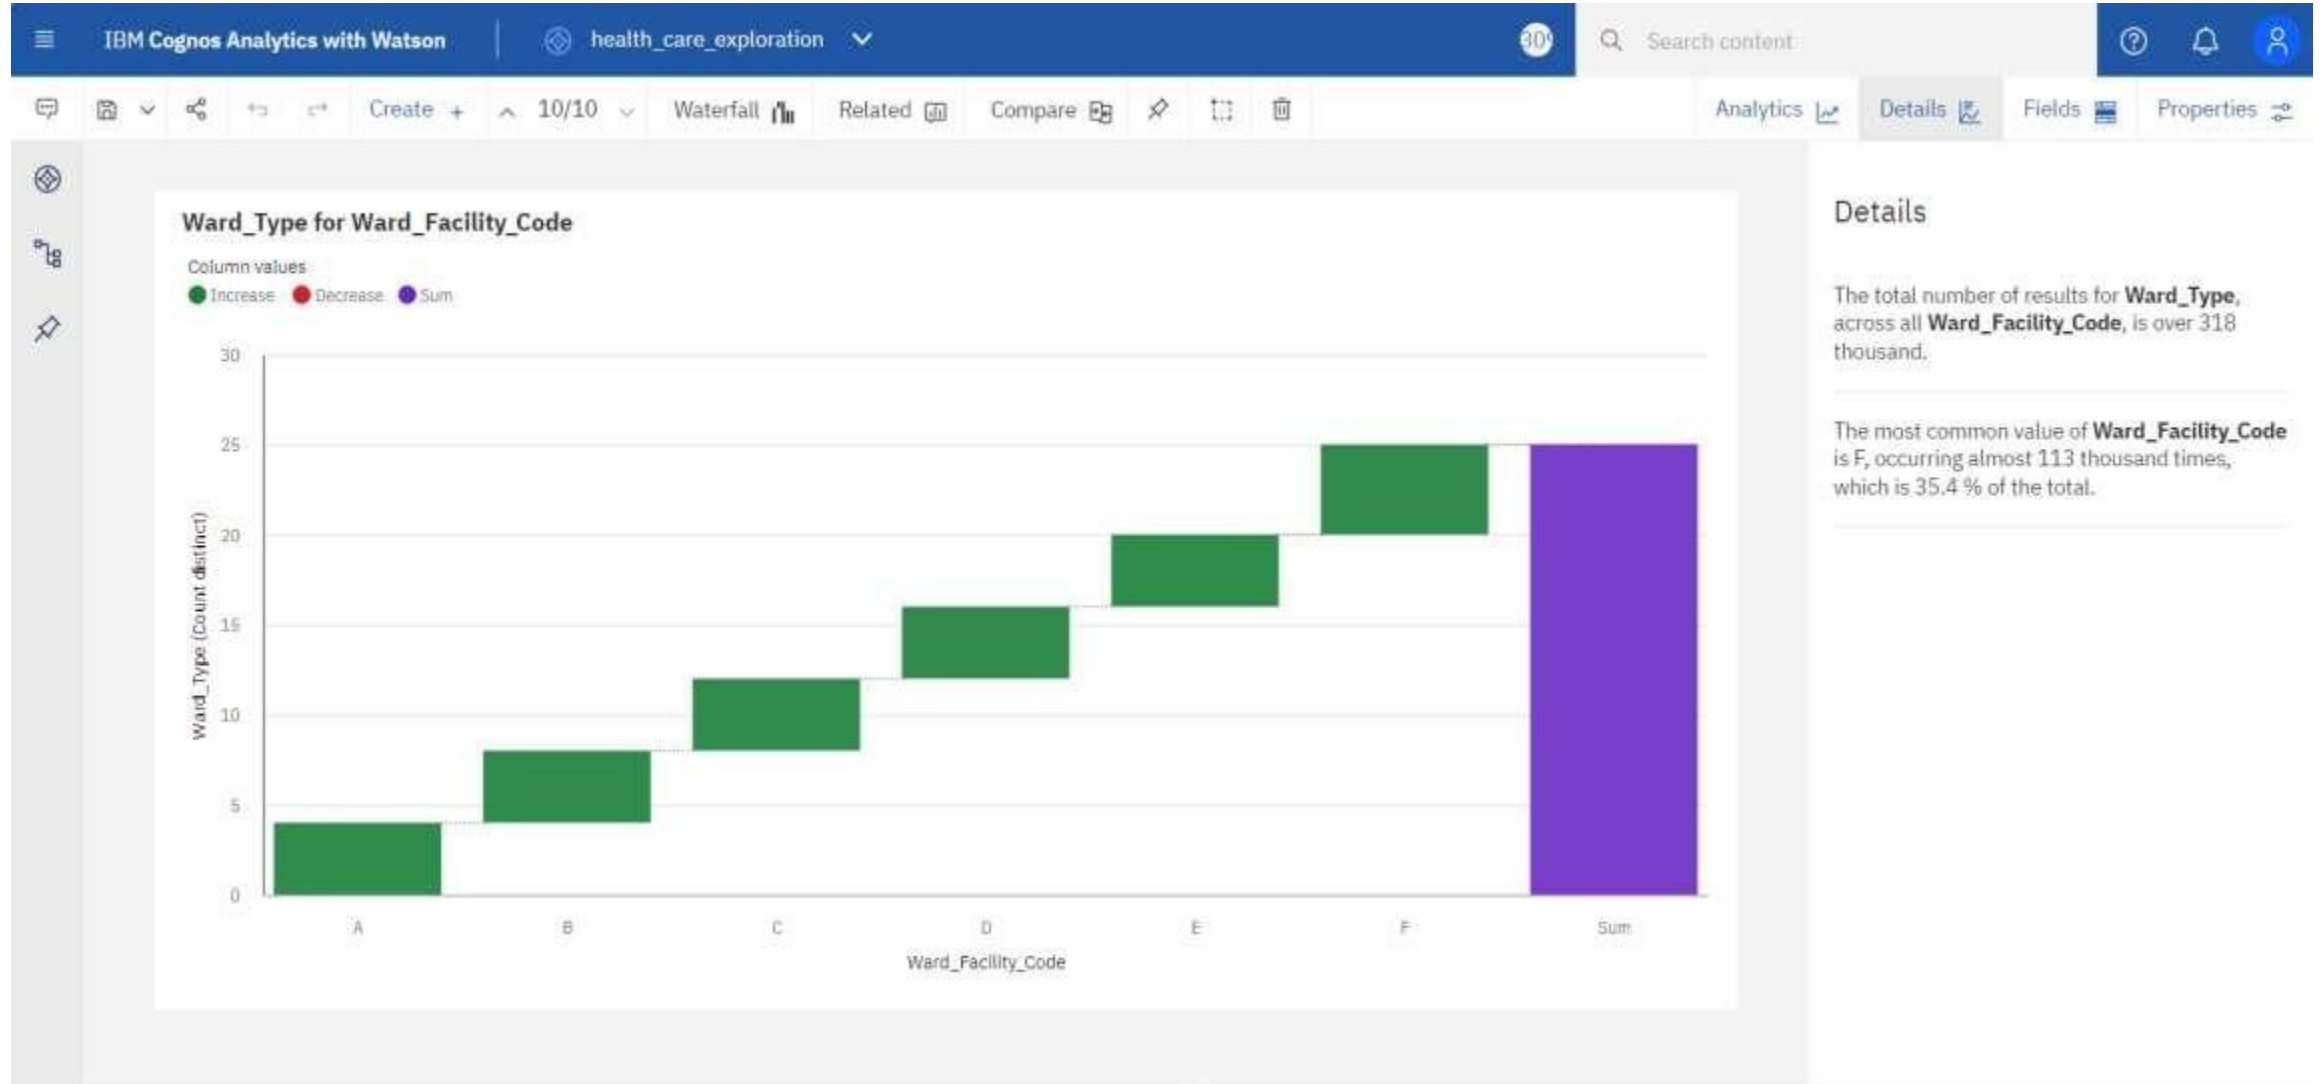 IBM Cognos Analytics with Watson
health_care_exploration
Search content
Create +
10/10
Waterfall
Related
Compare
Analytics
Details
Fields
Properties
Ward_Type for Ward_Facility_Code
Column values
Increase Decrease Sum
30
25
20
15
10
5
0
Ward_Type (Count distinct)
A B C D E F Sum
Ward_Facility_Code
Details
The total number of results for Ward_Type,
across all Ward_Facility_Code, is over 318
thousand.
The most common value of Ward_Facility_Code
is F, occurring almost 113 thousand times,
which is 35.4 % of the total.